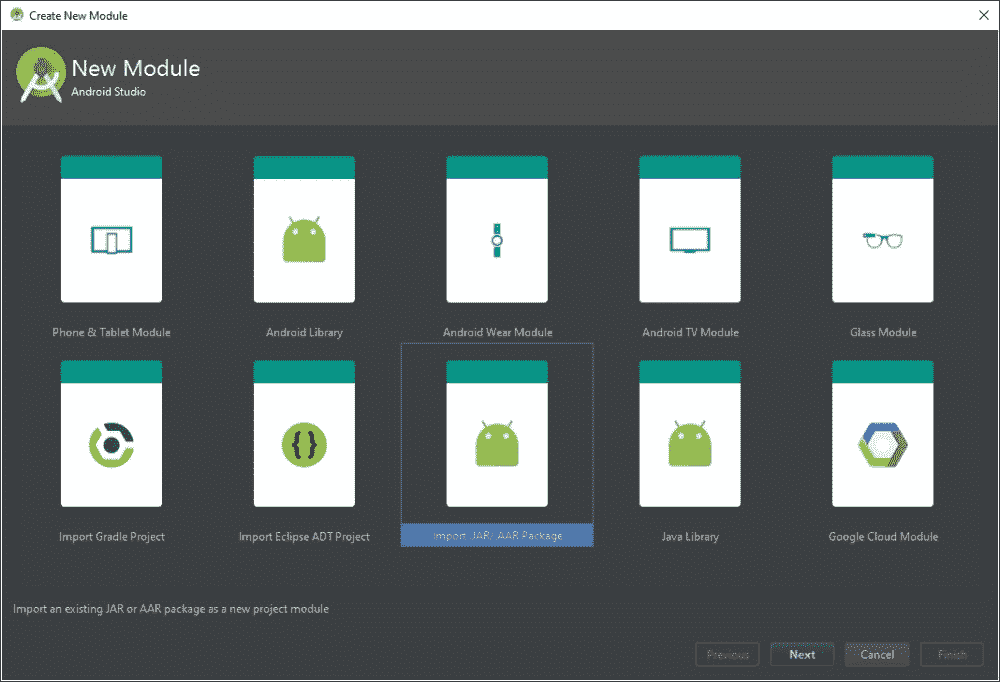 Create New Module
New Module
Android Studio
Phone & Tablet Module
Android Library
Android Wear Module
Android TV Module
Glass Module
{}
Import Gradle Project
Import Eclipse ADT Project
Import .JAR/.AAR Package
Java Library
Google Cloud Module
Import an existing JAR or AAR package as a new project module
Previous
Next
Cancel
Finish